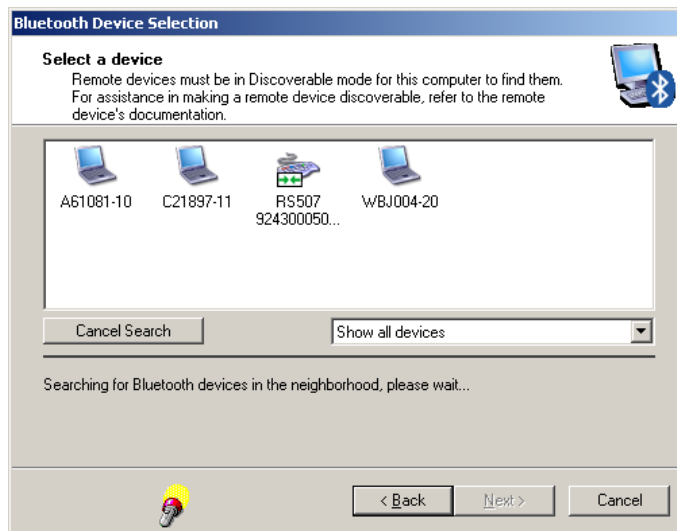 Bluetooth Device Selection
Select a device
Remote devices must be in Discoverable mode for this computer to find them.
For assistance in making a remote device discoverable, refer to the remote
device's documentation.
A61081-10 C21897-11 RS507 WBJ004-20
924300050...
Cancel Search Show all devices
Searching for Bluetooth devices in the neighborhood, please wait...
< Back Next > Cancel